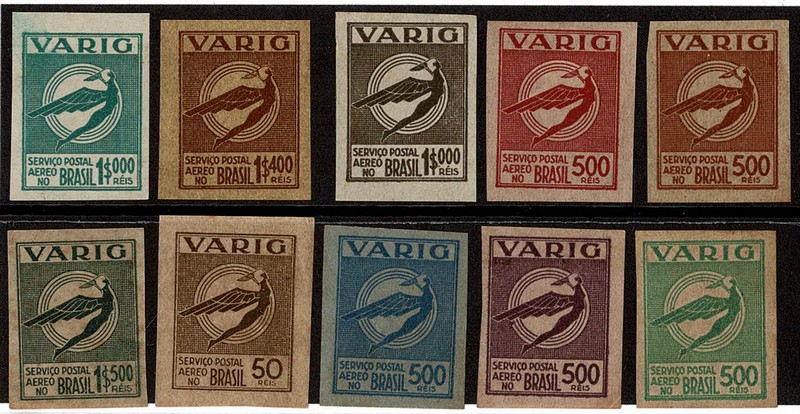 VARIG
SERVIÇO POSTAL
AEREO
NO BRASIL 1$000
RÉIS
VARIG
SERVIÇO POSTAL
AEREO
NO BRASIL 1$400
RÉIS
VARIG
SERVIÇO POSTAL
AEREO
NO BRASIL 1$000
RÉIS
VARIG
SERVIÇO POSTAL
AEREO
NO BRASIL 500
RÉIS
VARIG
SERVIÇO POSTAL
AEREO
NO BRASIL 500
RÉIS
VARIG
SERVIÇO POSTAL
AEREO
NO BRASIL 1$500
RÉIS
VARIG
SERVIÇO POSTAL
AEREO
NO BRASIL 50
RÉIS
VARIG
SERVIÇO POSTAL
AEREO
NO BRASIL 500
RÉIS
VARIG
SERVIÇO POSTAL
AEREO
NO BRASIL 500
RÉIS
VARIG
SERVIÇO POSTAL
AEREO
NO BRASIL 500
RÉIS